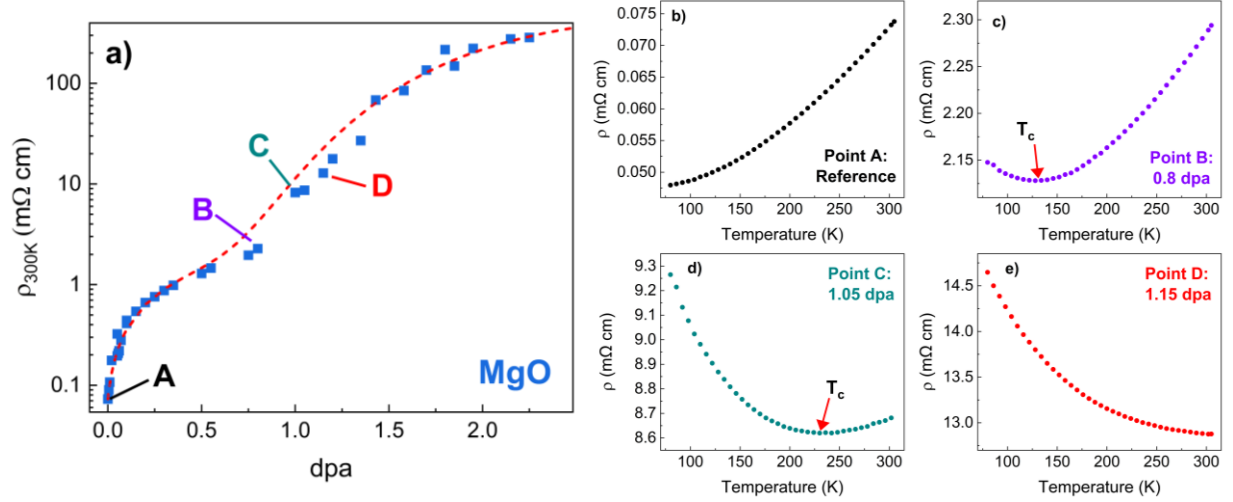 a)
ρ300K (mΩ cm)
100
10
1
0.1
A
B
C
D
MgO
0.0 0.5 1.0 1.5 2.0
dpa
b)
ρ (mΩ cm)
0.075
0.070
0.065
0.060
0.055
0.050
Point A:
Reference
100 150 200 250 300
Temperature (K)
c)
ρ (mΩ cm)
2.30
2.25
2.20
2.15
Tc
Point B:
0.8 dpa
100 150 200 250 300
Temperature (K)
d)
ρ (mΩ cm)
9.3
9.2
9.1
9.0
8.9
8.8
8.7
8.6
Point C:
1.05 dpa
Tc
100 150 200 250 300
Temperature (K)
e)
ρ (mΩ cm)
14.5
14.0
13.5
13.0
Point D:
1.15 dpa
100 150 200 250 300
Temperature (K)